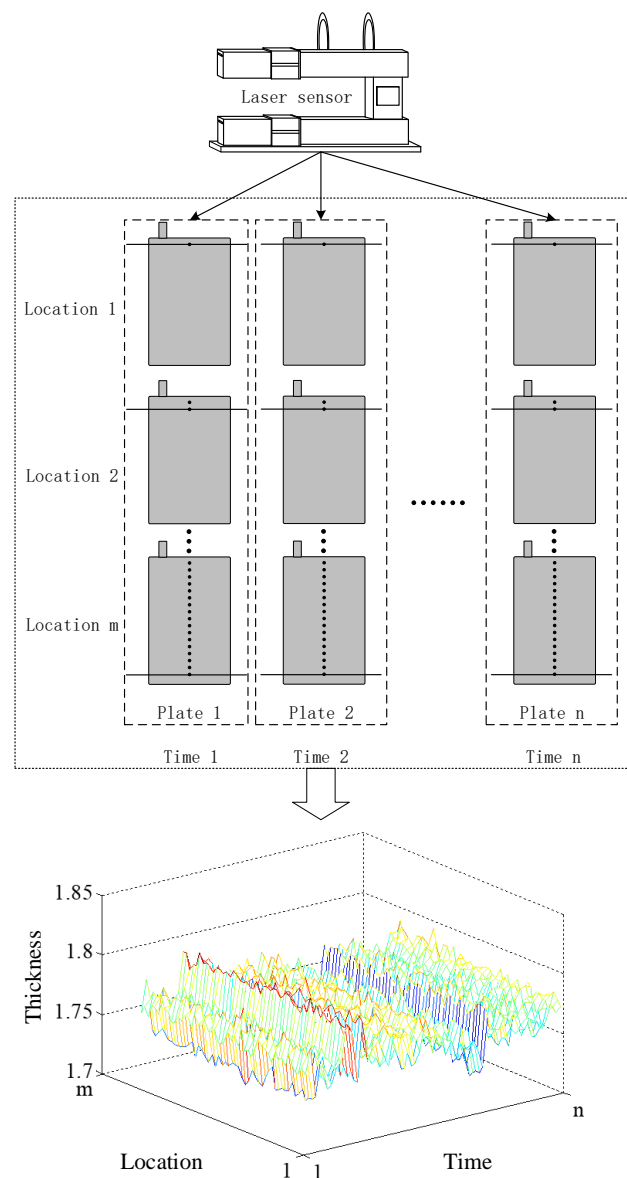 Laser sensor
Location 1
Location 2
Location m
Plate 1 Plate 2 Plate n
Time 1 Time 2 Time n
1.85
1.8
1.75
1.7
Thickness
m
n
1 1
Location Time